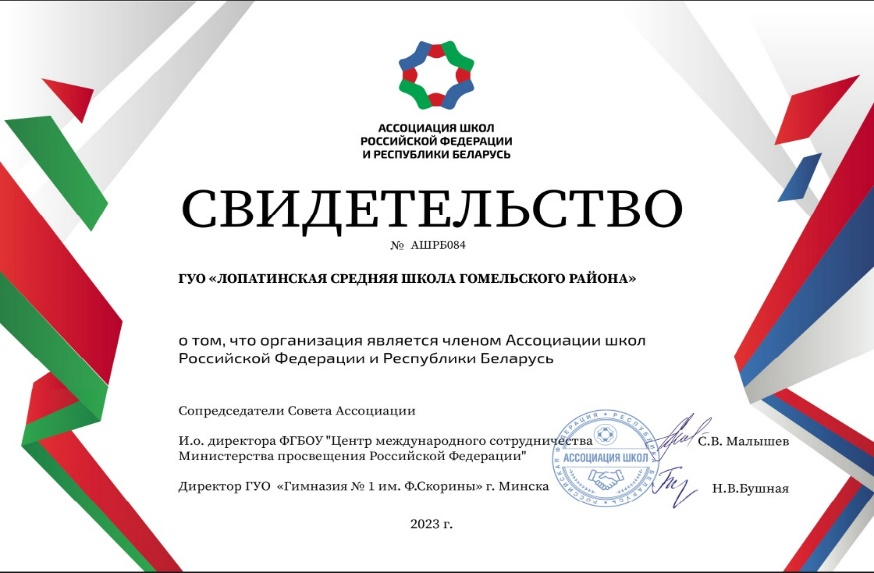 АССОЦИАЦИЯ ШКОЛ
РОССИЙСКОЙ ФЕДЕРАЦИИ
И РЕСПУБЛИКИ БЕЛАРУСЬ
СВИДЕТЕЛЬСТВО
№ АШРБ084
ГУО «ЛОПАТИНСКАЯ СРЕДНЯЯ ШКОЛА ГОМЕЛЬСКОГО РАЙОНА»
о том, что организация является членом Ассоциации школ
Российской Федерации и Республики Беларусь
Сопредседатели Совета Ассоциации
И.о. директора ФГБОУ "Центр международного сотрудничества
Министерства просвещения Российской Федерации"
С.В. Малышев
Директор ГУО «Гимназия № 1 им. Ф.Скорины» г. Минска
Н.В.Бушная
АССОЦИАЦИЯ ШКОЛ
2023 г.